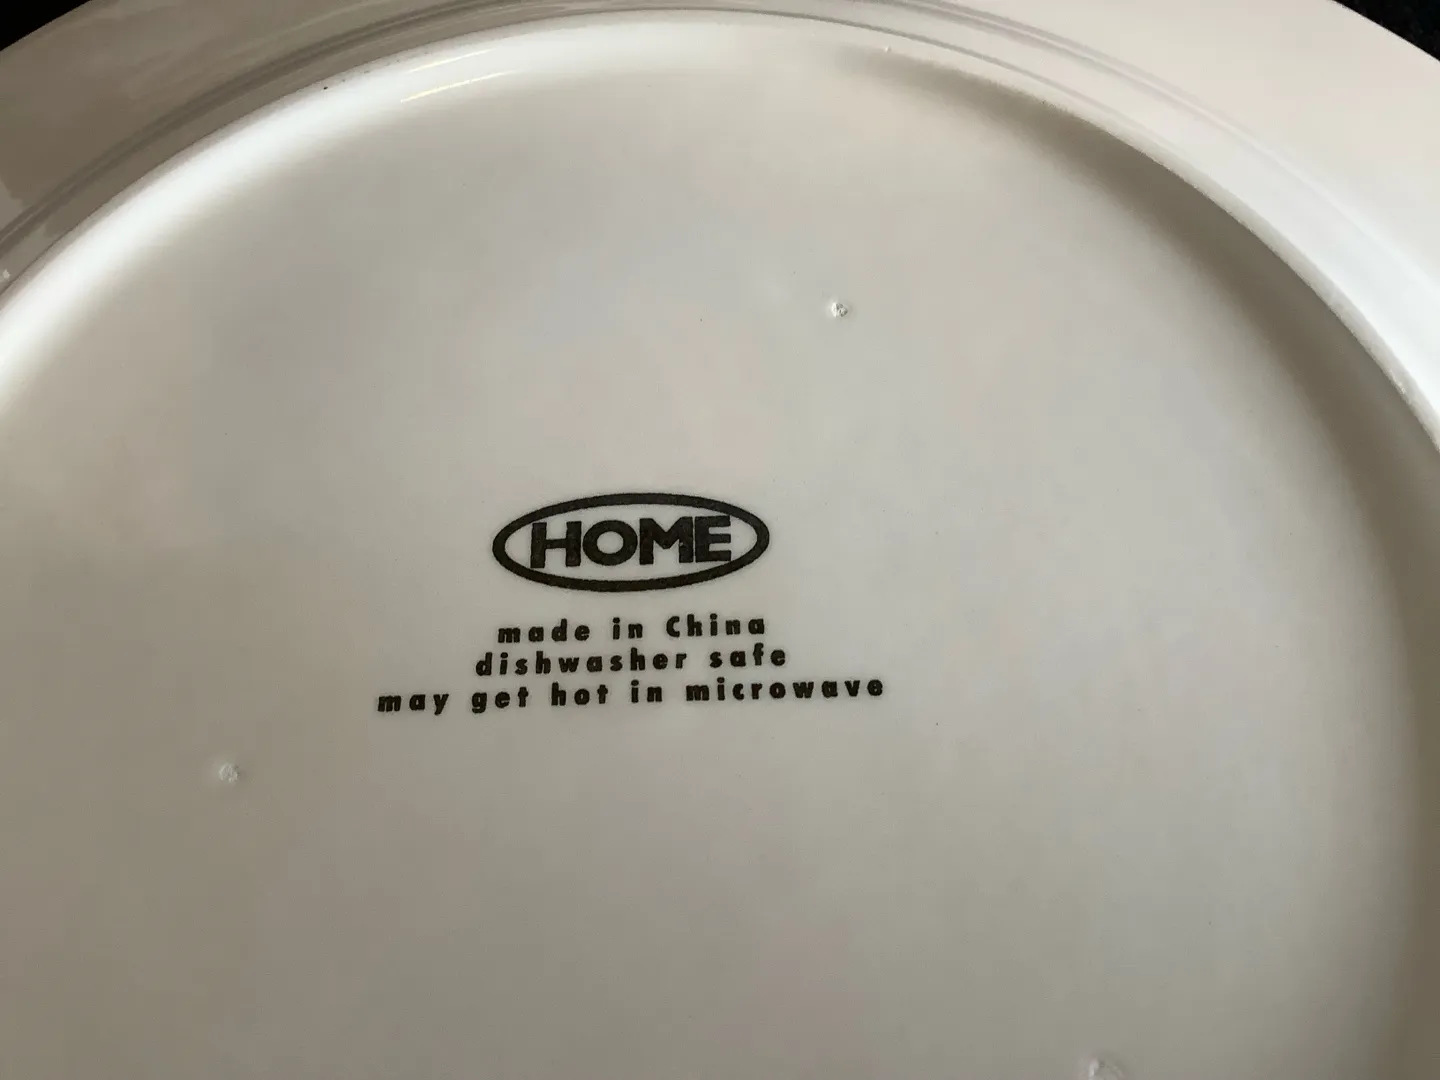 HOME
made in China
dishwasher safe
may get hot in microwave